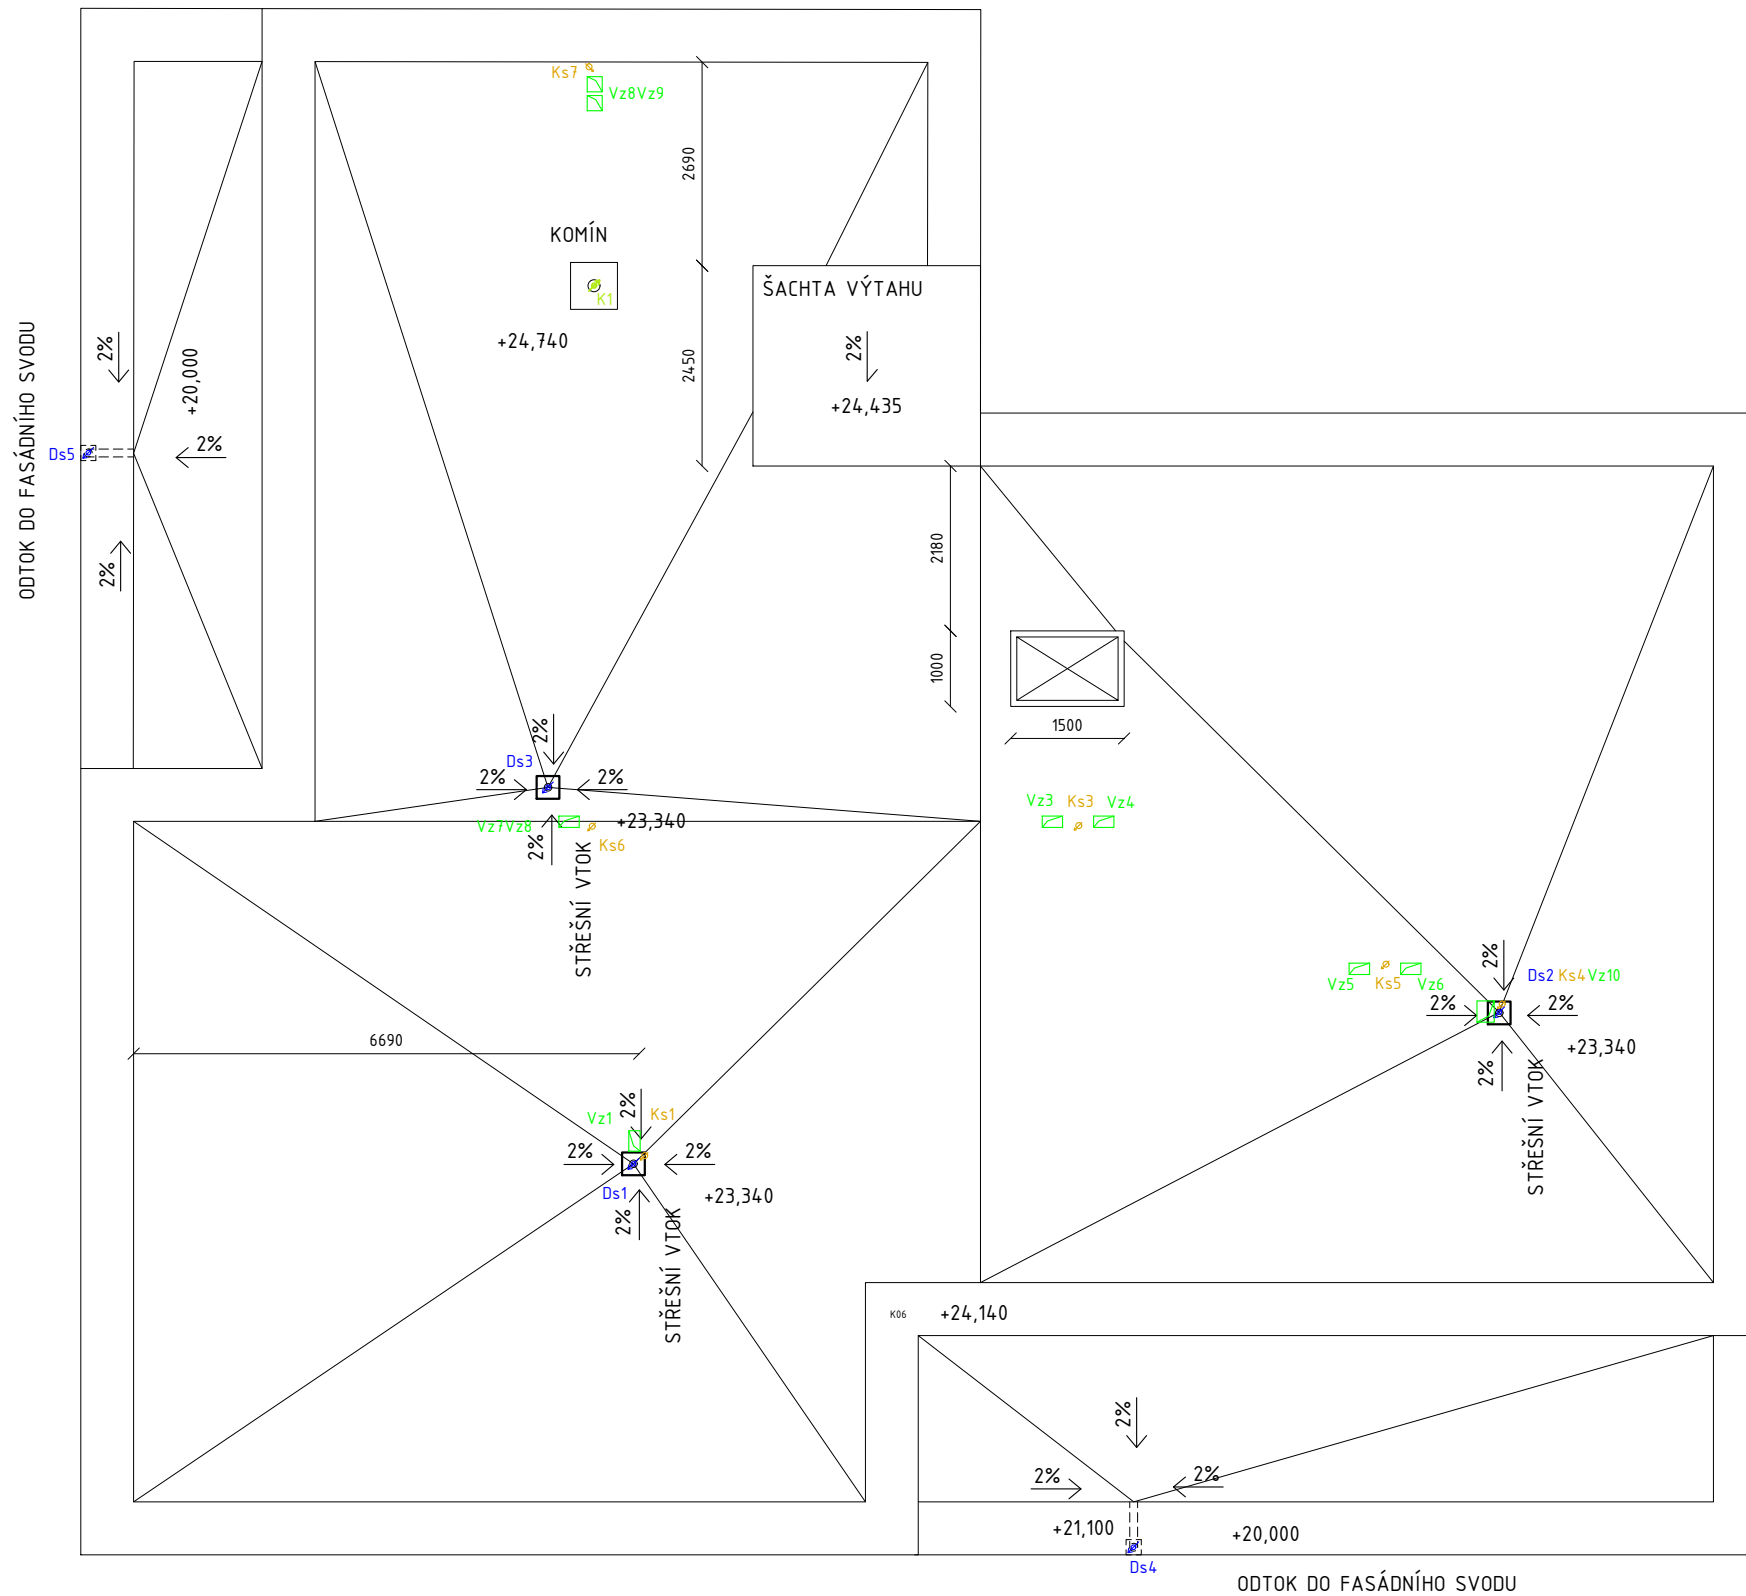 Ks7
Vz8Vz9
2690
KOMÍN
K1
ŠACHTA VÝTAHU
+24,740
2%
2450
+24,435
ODTOK DO FASÁDNÍHO SVODU
2%
+20,000
2%
Ds5
2%
2180
1000
1500
2%
Ds3
2%
2%
Vz7Vz8
+23,340
2%
Ks6
STŘEŠNÍ VTOK
Vz3
Ks3
Vz4
2%
Vz5
Ks5
Vz6
Ds2
Ks4
Vz10
2%
2%
+23,340
2%
STŘEŠNÍ VTOK
6690
Vz1
2%
Ks1
2%
2%
Ds1
+23,340
2%
STŘEŠNÍ VTOK
K06
+24,140
2%
2%
2%
+21,100
+20,000
Ds4
ODTOK DO FASÁDNÍHO SVODU